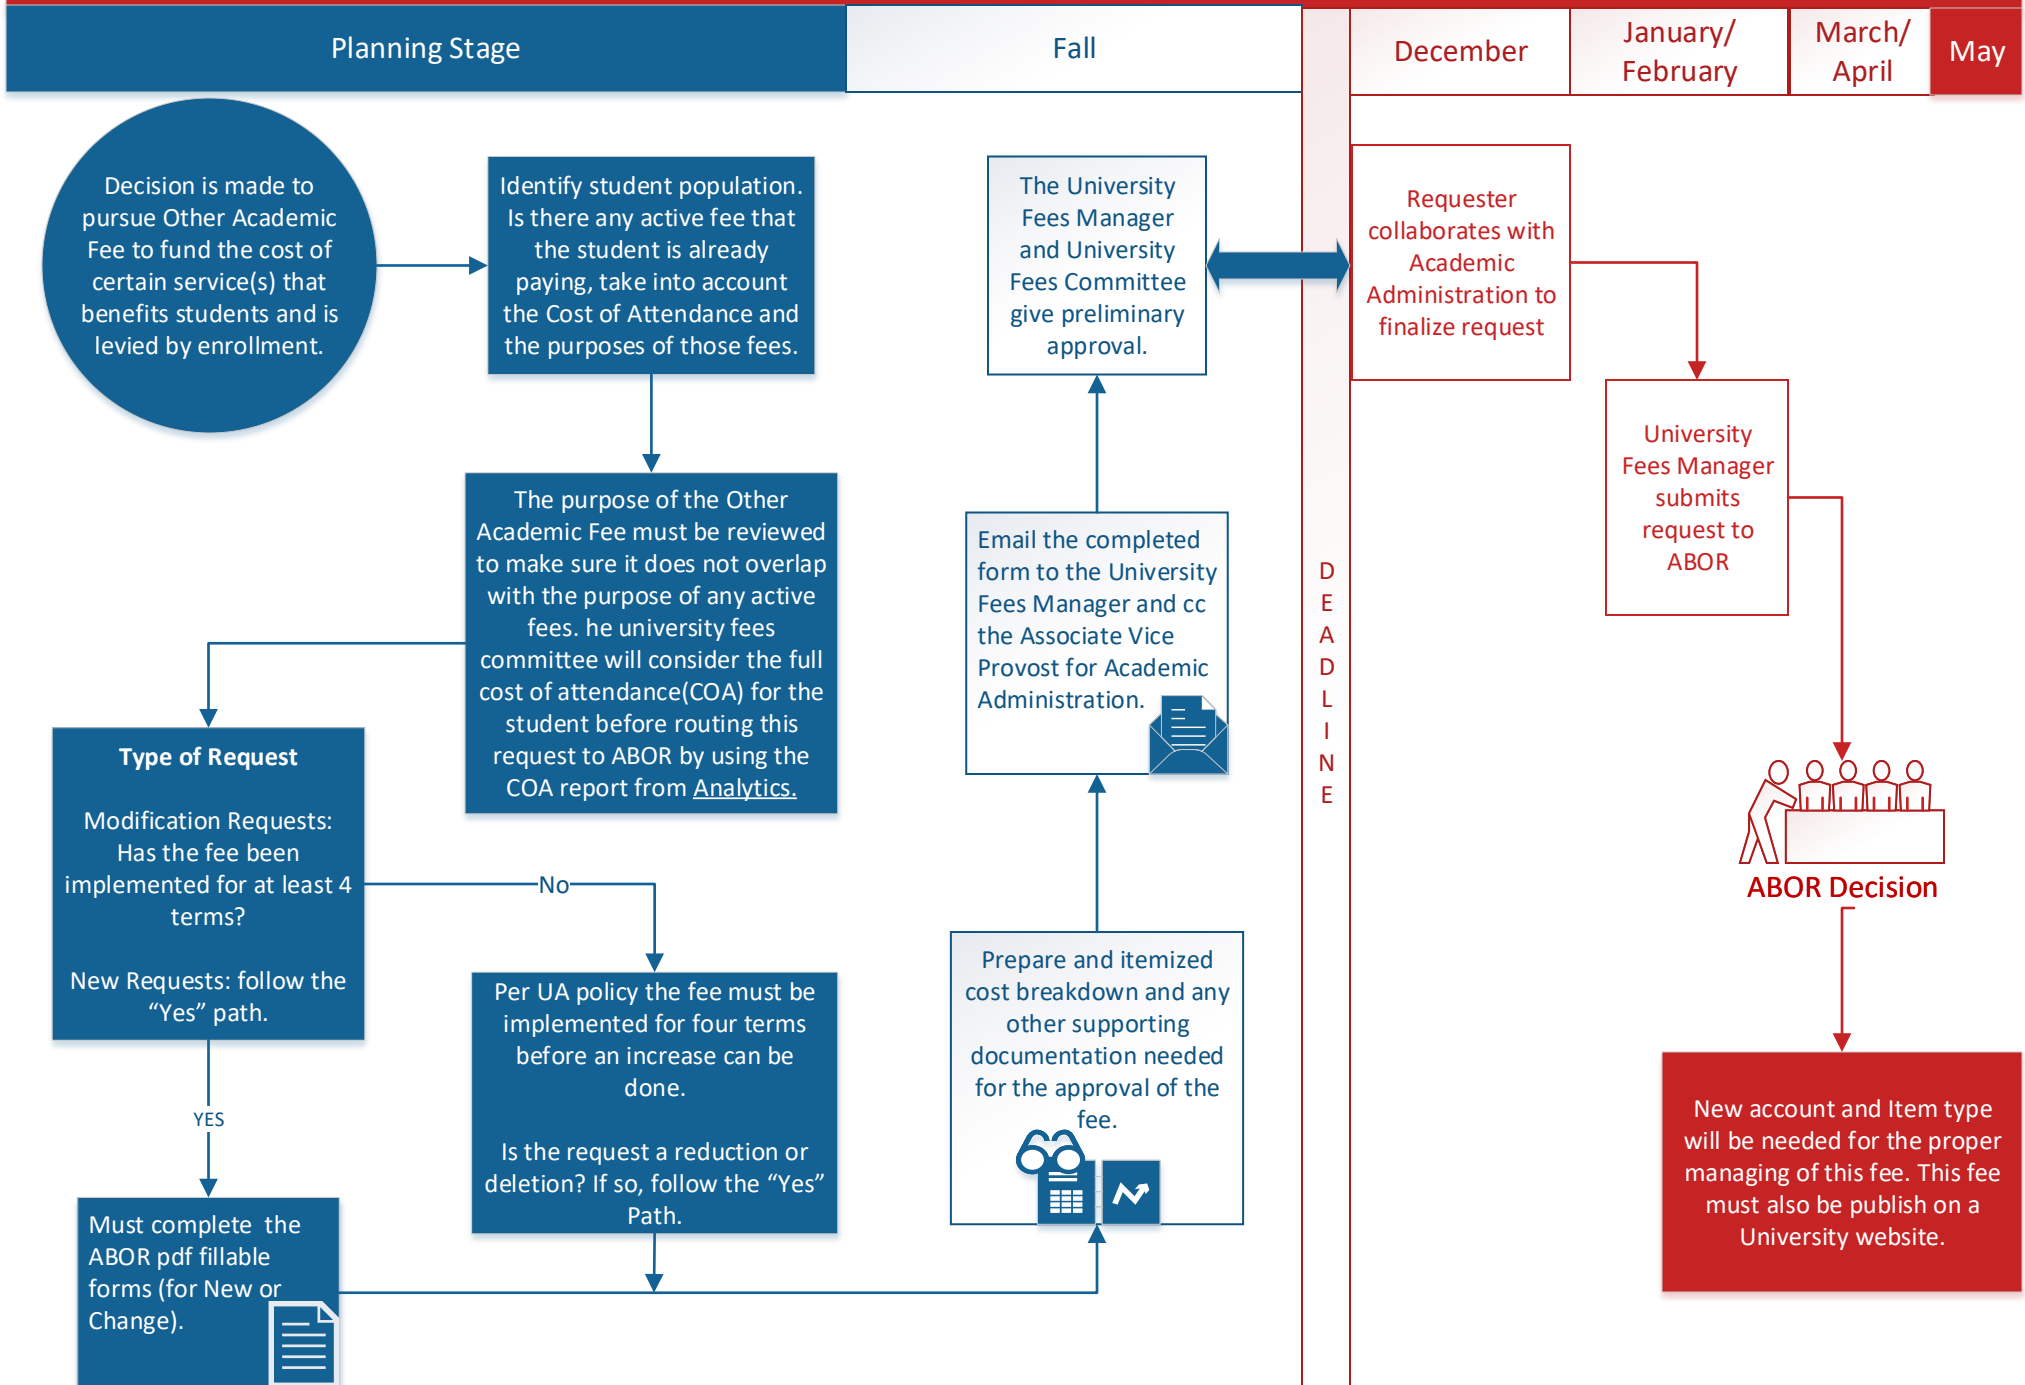 Planning Stage
Fall
December
January/
February
March/
April
May
Decision is made to
pursue Other Academic
Fee to fund the cost of
certain service(s) that
benefits students and is
levied by enrollment.
Identify student population.
Is there any active fee that
the student is already
paying, take into account
the Cost of Attendance and
the purposes of those fees.
The purpose of the Other
Academic Fee must be reviewed
to make sure it does not overlap
with the purpose of any active
fees. he university fees
committee will consider the full
cost of attendance(COA) for the
student before routing this
request to ABOR by using the
COA report from Analytics.
Type of Request
Modification Requests:
Has the fee been
implemented for at least 4
terms?
New Requests: follow the
“Yes” path.
No
YES
Per UA policy the fee must be
implemented for four terms
before an increase can be
done.
Is the request a reduction or
deletion? If so, follow the “Yes”
Path.
Must complete  the
ABOR pdf fillable
forms (for New or
Change).
Prepare and itemized
cost breakdown and any
other supporting
documentation needed
for the approval of the
fee.
Email the completed
form to the University
Fees Manager and cc
the Associate Vice
Provost for Academic
Administration.
The University
Fees Manager
and University
Fees Committee
give preliminary
approval.
D
E
A
D
L
I
N
E
Requester
collaborates with
Academic
Administration to
finalize request
University
Fees Manager
submits
request to
ABOR
ABOR Decision
New account and Item type
will be needed for the proper
managing of this fee. This fee
must also be publish on a
University website.